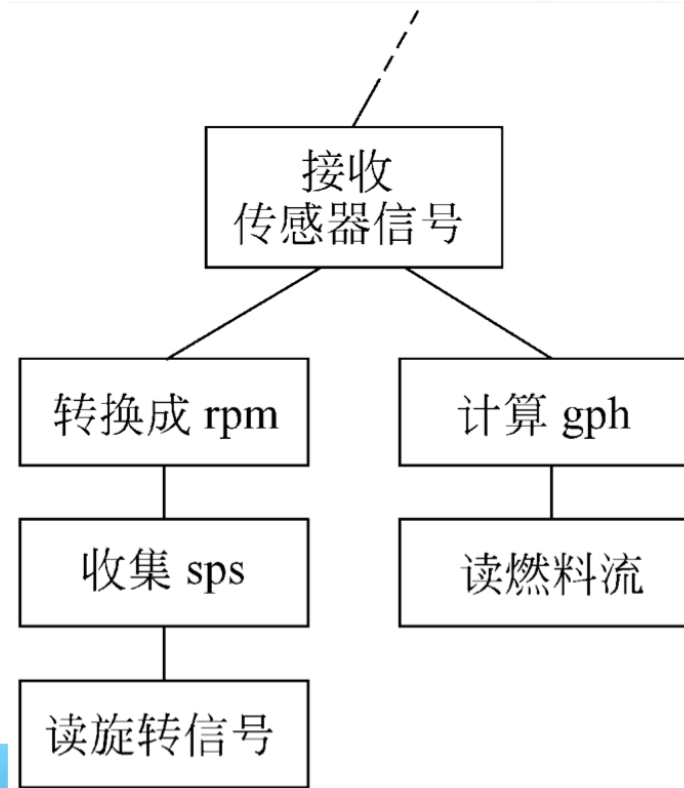 接收
传感器信号
转换成 rpm
计算 gph
收集 sps
读燃料流
读旋转信号